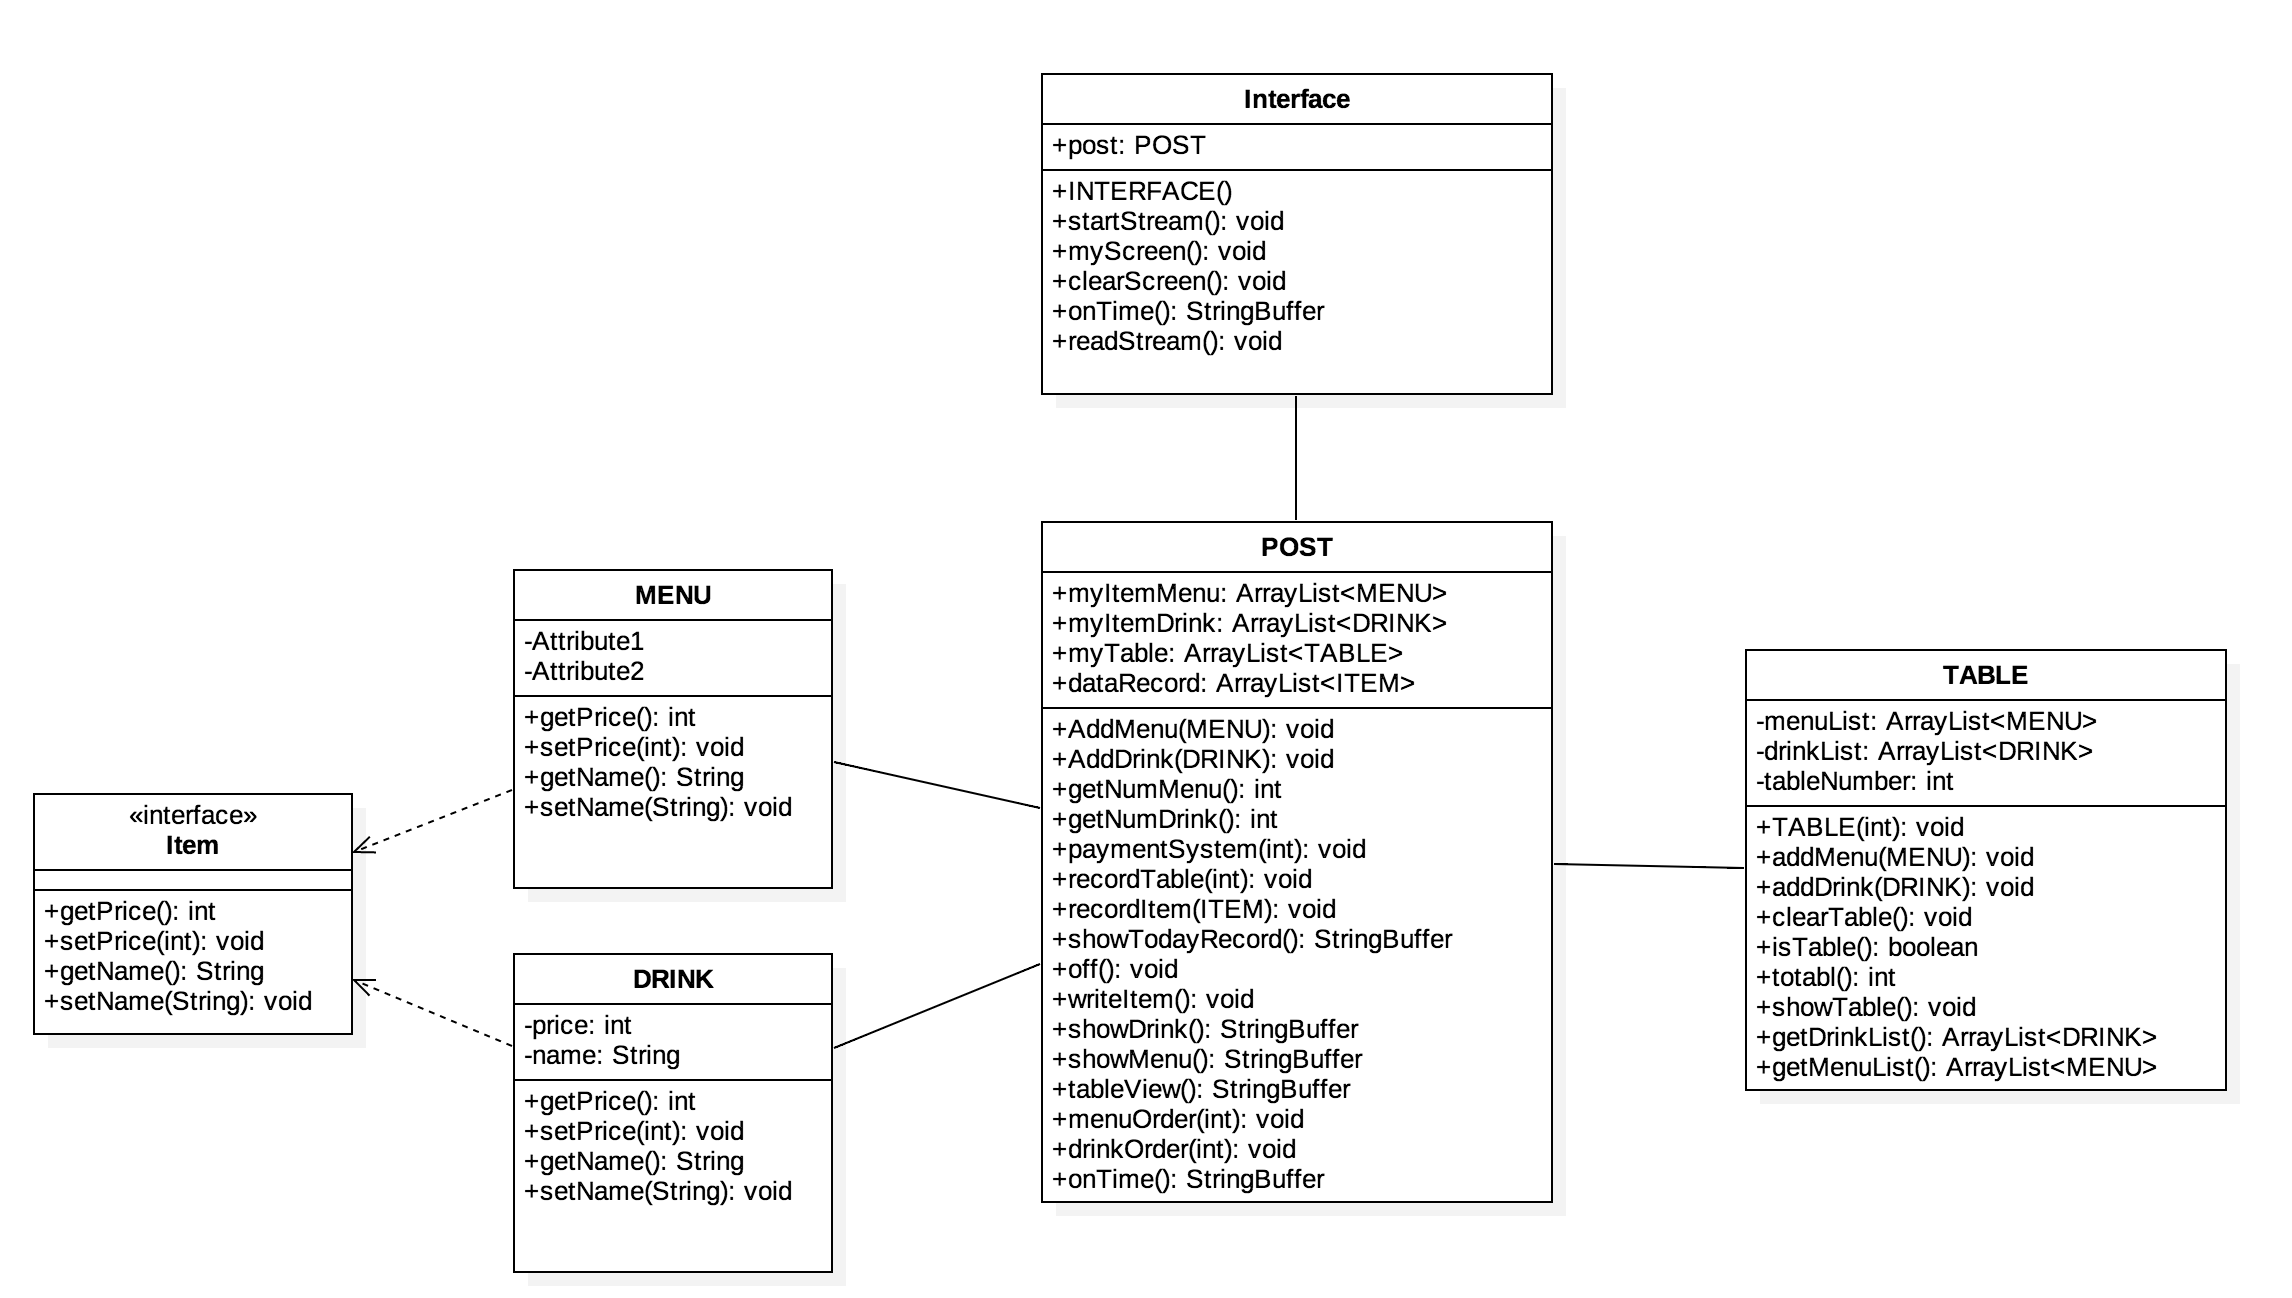 Interface
+post: POST
+INTERFACE()
+startStream(): void
+myScreen(): void
+clearScreen(): void
+onTime(): StringBuffer
+readStream(): void
POST
+myItemMenu: ArrayList<MENU>
+myItemDrink: ArrayList<DRINK>
+myTable: ArrayList<TABLE>
+dataRecord: ArrayList<ITEM>
+AddMenu(MENU): void
+AddDrink(DRINK): void
+getNumMenu(): int
+getNumDrink(): int
+paymentSystem(int): void
+recordTable(int): void
+recordItem(ITEM): void
+showTodayRecord(): StringBuffer
+off(): void
+writeItem(): void
+showDrink(): StringBuffer
+showMenu(): StringBuffer
+tableView(): StringBuffer
+menuOrder(int): void
+drinkOrder(int): void
+onTime(): StringBuffer
MENU
-Attribute1
-Attribute2
+getPrice(): int
+setPrice(int): void
+getName(): String
+setName(String): void
«interface»
Item
+getPrice(): int
+setPrice(int): void
+getName(): String
+setName(String): void
DRINK
-price: int
-name: String
+getPrice(): int
+setPrice(int): void
+getName(): String
+setName(String): void
TABLE
-menuList: ArrayList<MENU>
-drinkList: ArrayList<DRINK>
-tableNumber: int
+TABLE(int): void
+addMenu(MENU): void
+addDrink(DRINK): void
+clearTable(): void
+isTable(): boolean
+totabl(): int
+showTable(): void
+getDrinkList(): ArrayList<DRINK>
+getMenuList(): ArrayList<MENU>